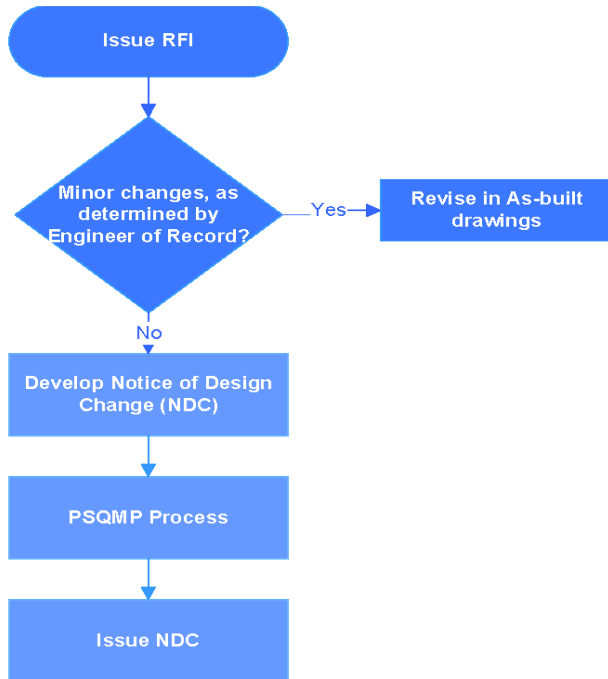 Issue RFI
Minor changes, as
determined by
Engineer of Record?
Yes
Revise in As-built
drawings
No
Develop Notice of Design
Change (NDC)
PSQMP Process
Issue NDC